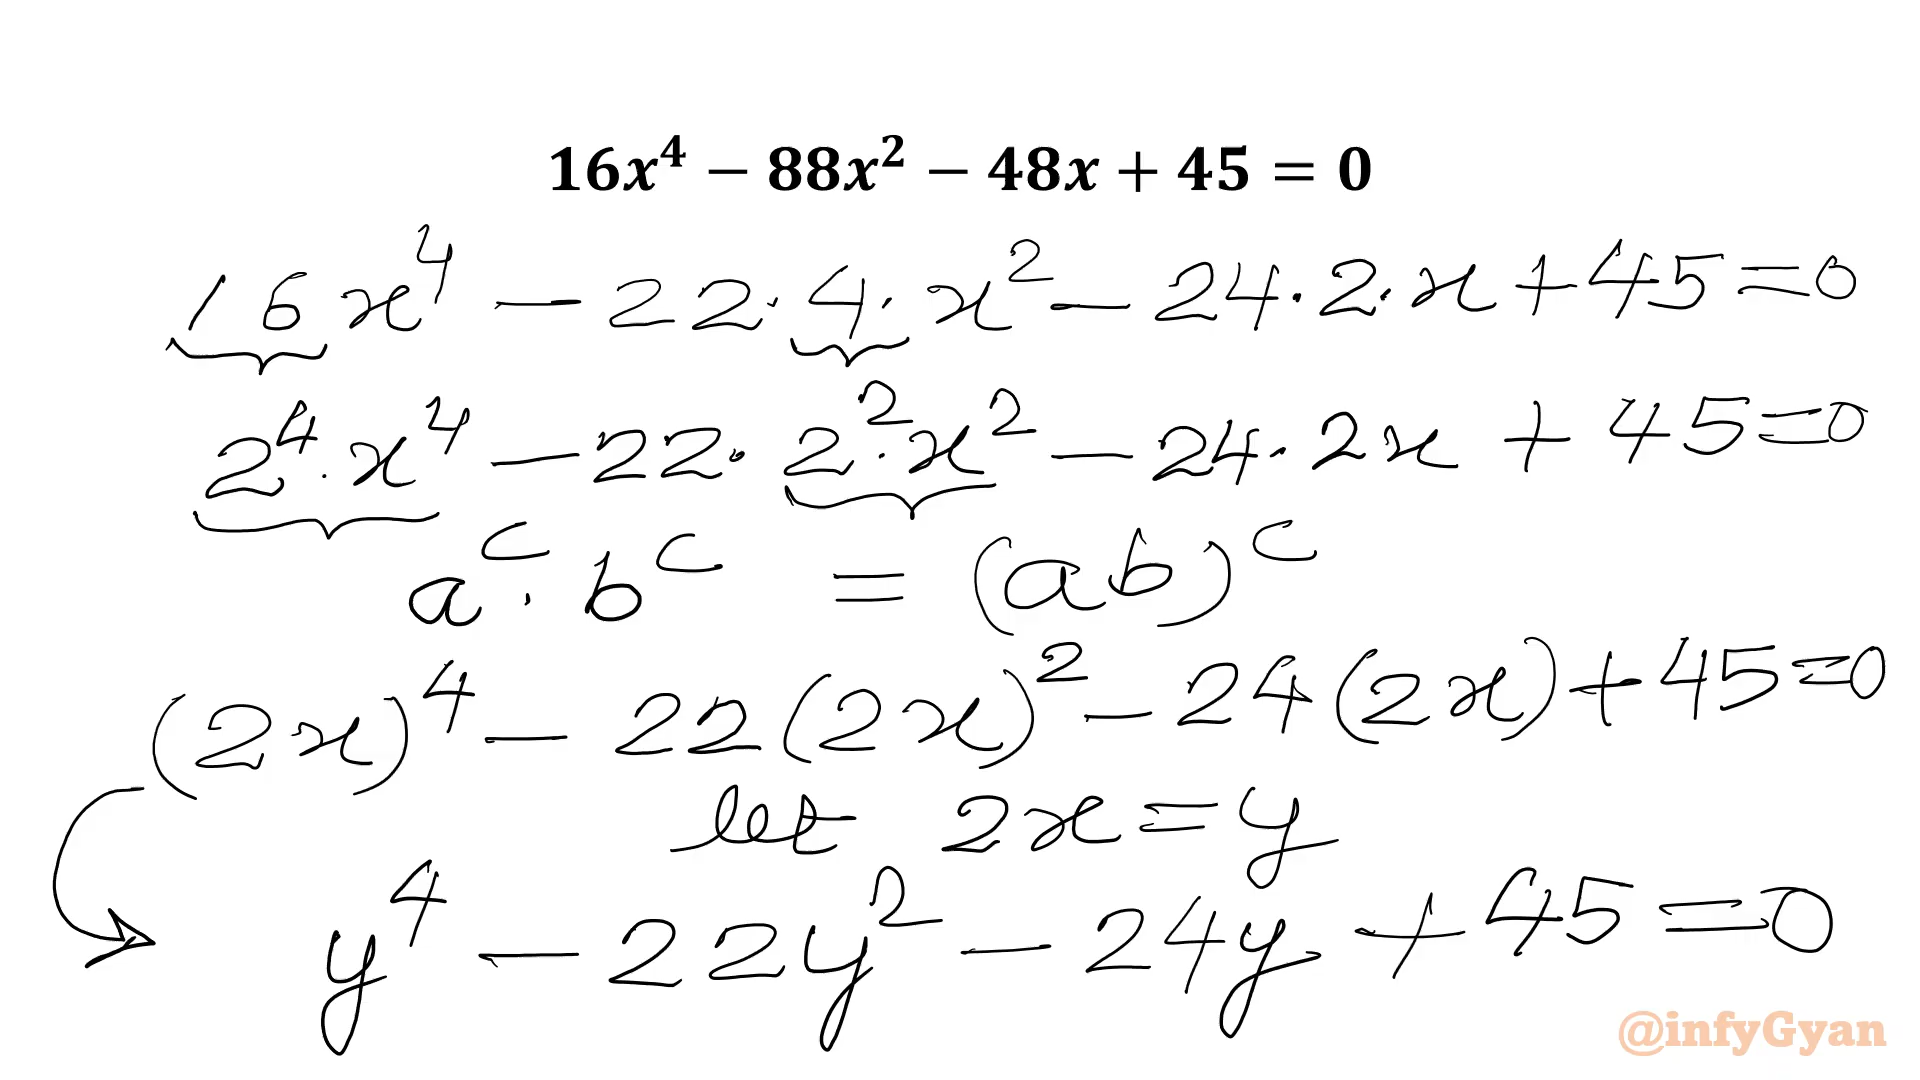 16x⁴ − 88x² − 48x + 45 = 0
16x⁴ − 22·4·x² − 24·2·x + 45 = 0
2⁴·x⁴ − 22·2²·x² − 24·2x + 45 = 0
aᶜ·bᶜ = (ab)ᶜ
(2x)⁴ − 22(2x)² − 24(2x) + 45 = 0
let 2x = y
y⁴ − 22y² − 24y + 45 = 0
@infyGyan